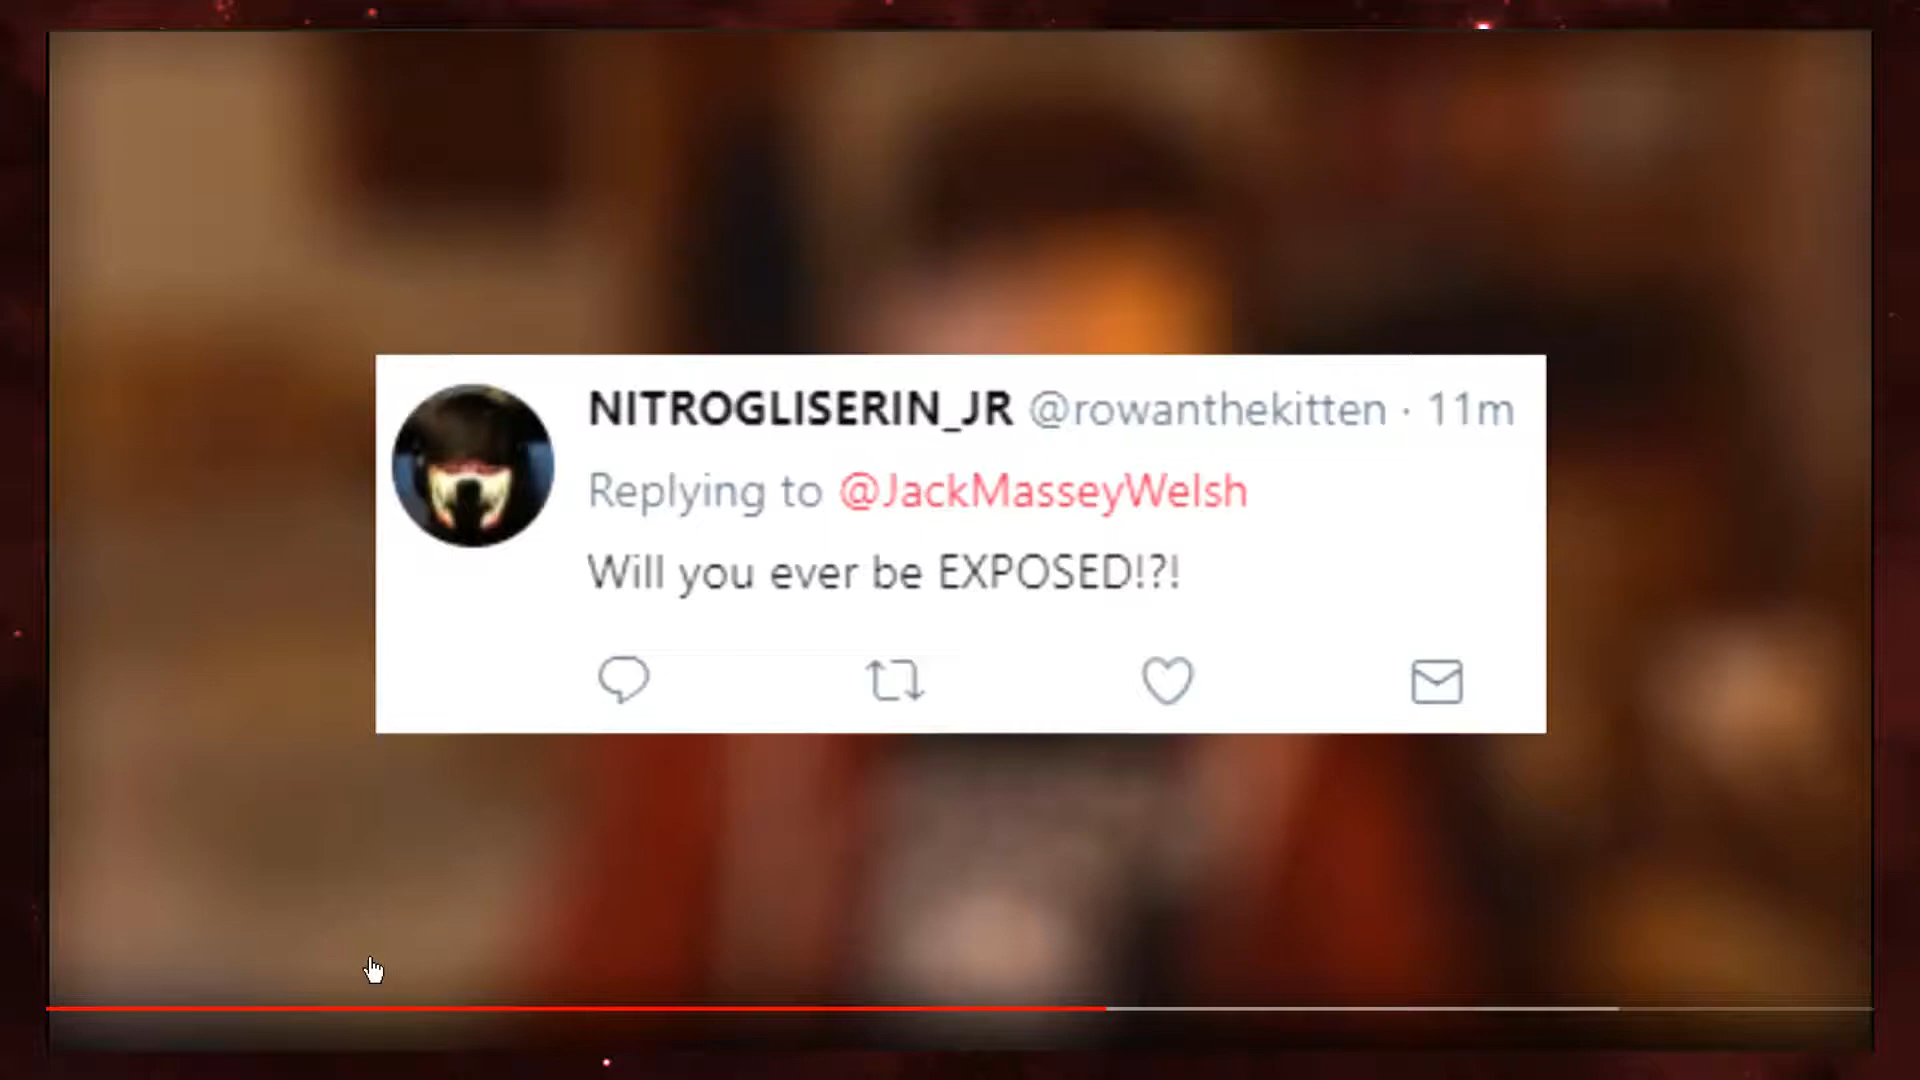 NITROGLISERIN_JR @rowanthekitten · 11m
Replying to @JackMasseyWelsh
Will you ever be EXPOSED!?!